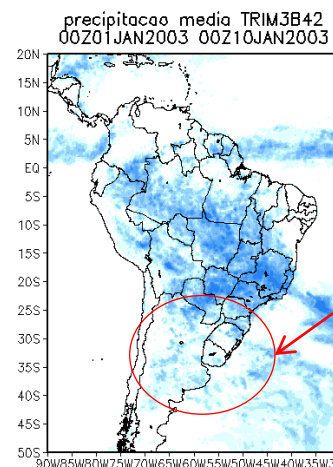 precipitacao media TRIM3B42
00Z01JAN2003 00Z10JAN2003
20N
15N
10N
5N
EQ
5S
10S
15S
20S
25S
30S
35S
40S
45S
50S
90W85W80W75W70W65W60W55W50W45W40W35W3